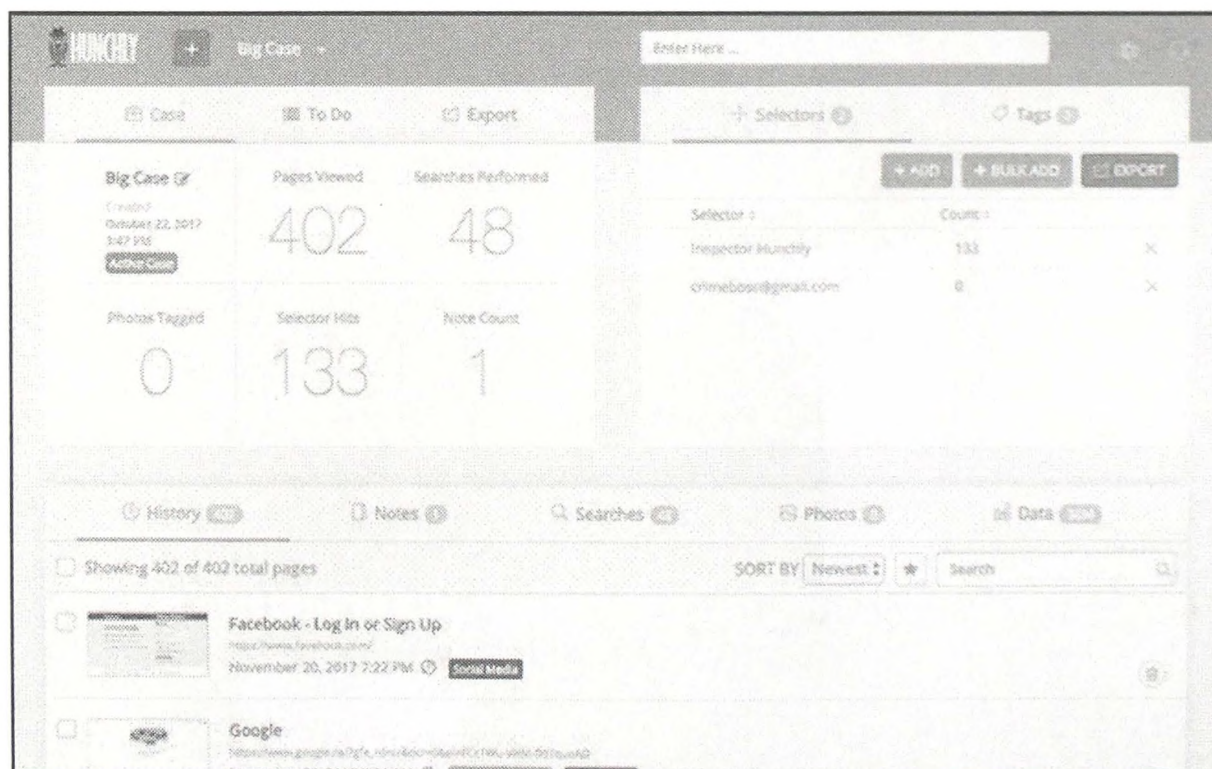 HUNCHLY + Big Case Enter Here ...
Case To Do Export
Selectors Tags
+ ADD + BULK ADD EXPORT
Big Case Pages Viewed Searches Performed
Created
October 22, 2017
3:47 PM
Active Case
402 48
Selector Count
Inspector Hunchly 133 ×
crimeboss@gmail.com 0 ×
Photos Tagged Selector Hits Note Count
0 133 1
History Notes Searches Photos Data
Showing 402 of 402 total pages SORT BY Newest Search
Facebook - Log In or Sign Up
https://www.facebook.com/
November 20, 2017 7:22 PM Social Media
Google